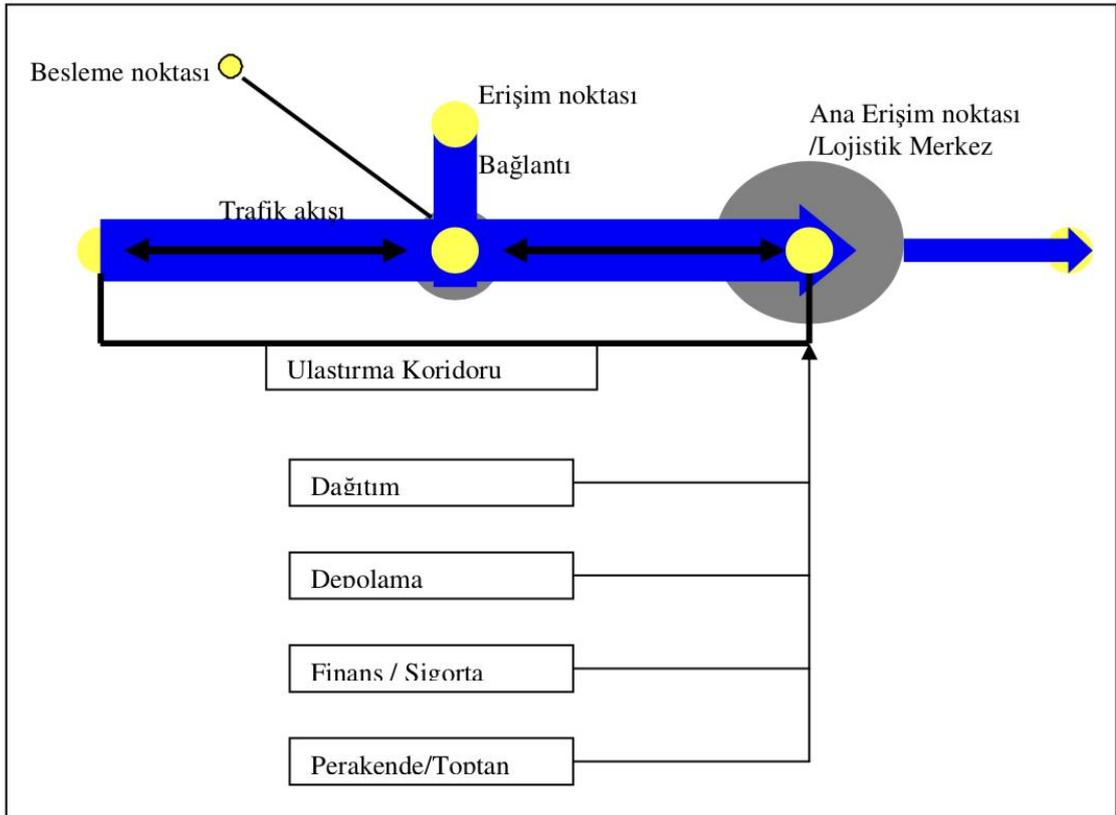 Besleme noktası
Erişim noktası
Ana Erişim noktası
/Lojistik Merkez
Bağlantı
Trafik akışı
Ulastırma Koridoru
Dağıtım
Depolama
Finans / Sigorta
Perakende/Toptan